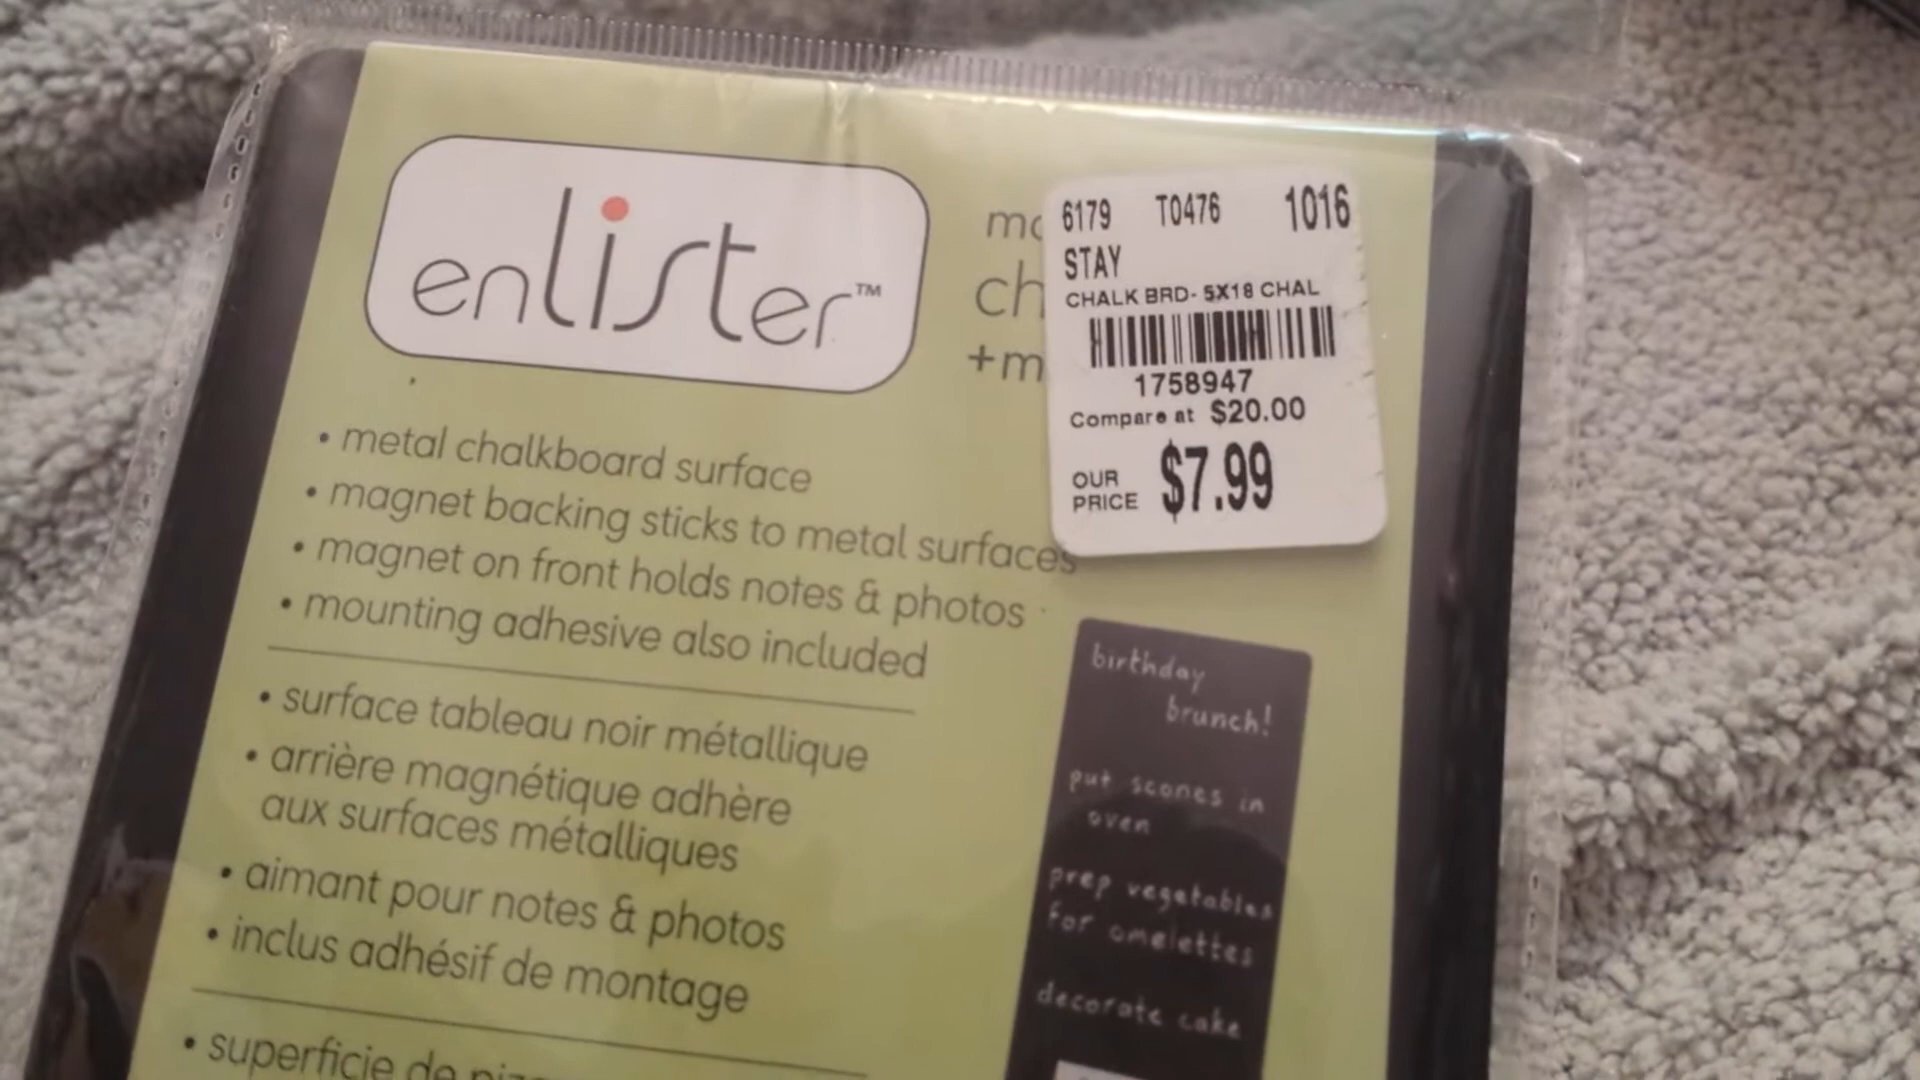 enlister™
6179 T0476 1016
STAY
CHALK BRD- 5X18 CHAL
1758947
Compare at $20.00
OUR
PRICE $7.99
• metal chalkboard surface
• magnet backing sticks to metal surfaces
• magnet on front holds notes & photos
• mounting adhesive also included
• surface tableau noir métallique
• arrière magnétique adhère
aux surfaces métalliques
• aimant pour notes & photos
• inclus adhésif de montage
• superficie de
birthday
brunch!
put scones in
oven
prep vegetables
for omelettes
decorate cake